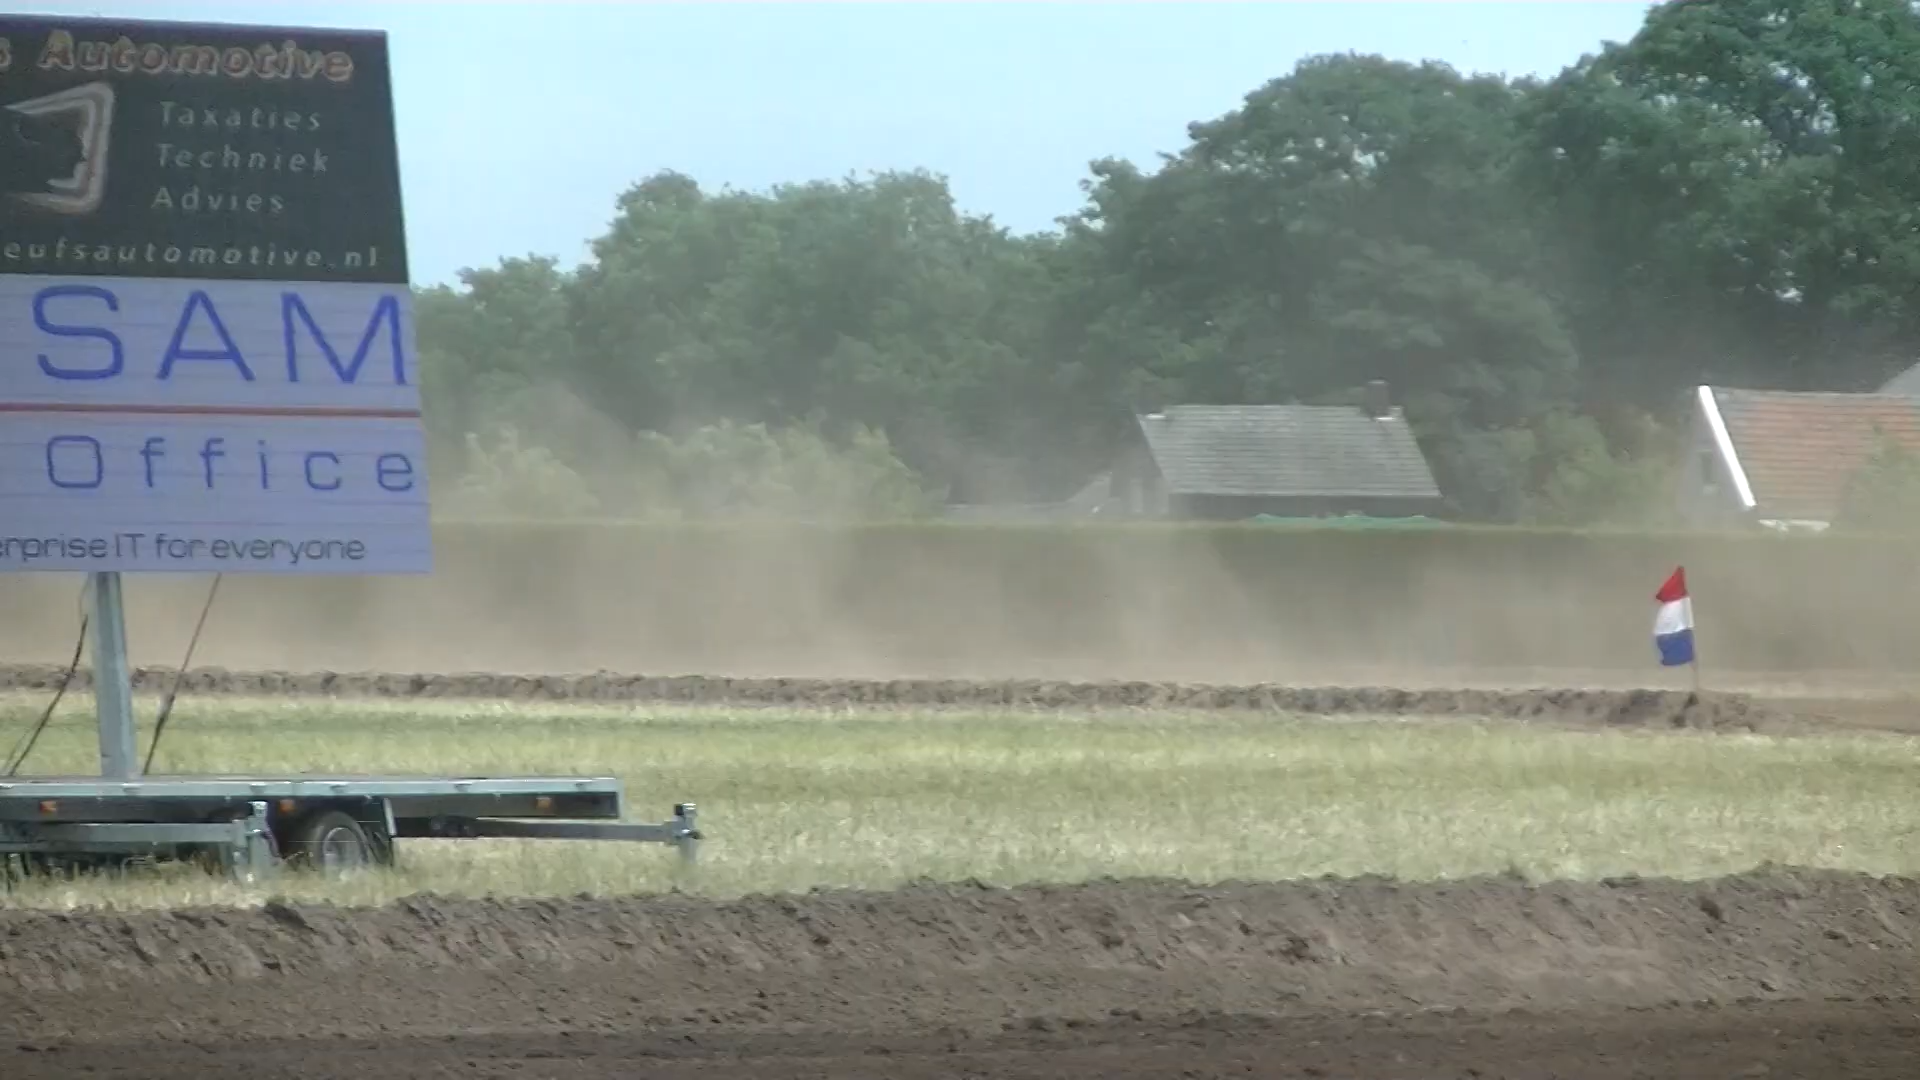 Automotive
Taxaties
Techniek
Advies
eufsautomotive.nl
SAM
Office
erprise IT for everyone